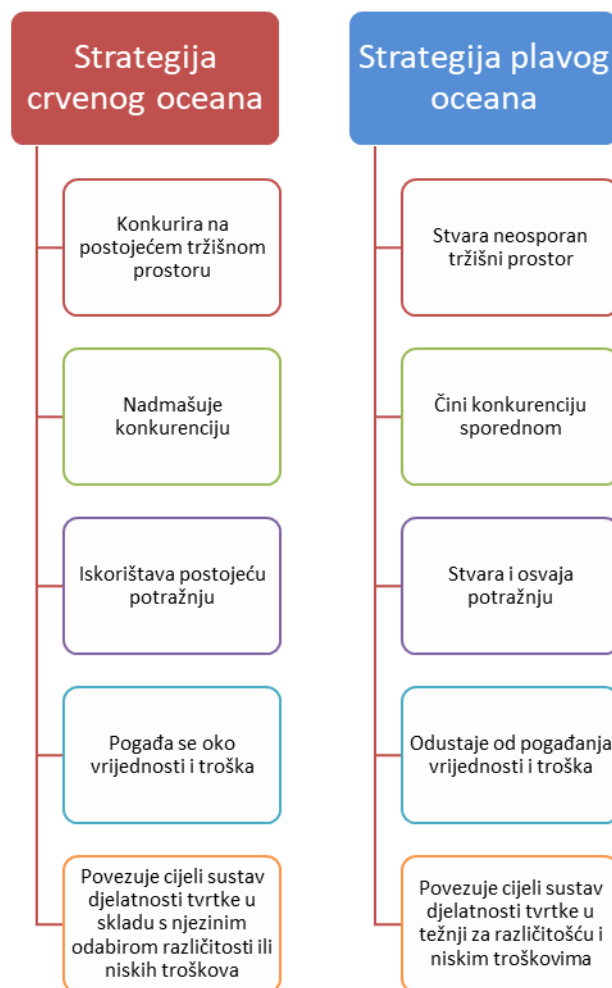 Strategija
crvenog oceana
Konkurira na
postojećem tržišnom
prostoru
Nadmašuje
konkurenciju
Iskorištava postojeću
potražnju
Pogađa se oko
vrijednosti i troška
Povezuje cijeli sustav
djelatnosti tvrtke u
skladu s njezinim
odabirom različitosti ili
niskih troškova
Strategija plavog
oceana
Stvara neosporan
tržišni prostor
Čini konkurenciju
sporednom
Stvara i osvaja
potražnju
Odustaje od pogađanja
vrijednosti i troška
Povezuje cijeli sustav
djelatnosti tvrtke u
težnji za različitošću i
niskim troškovima